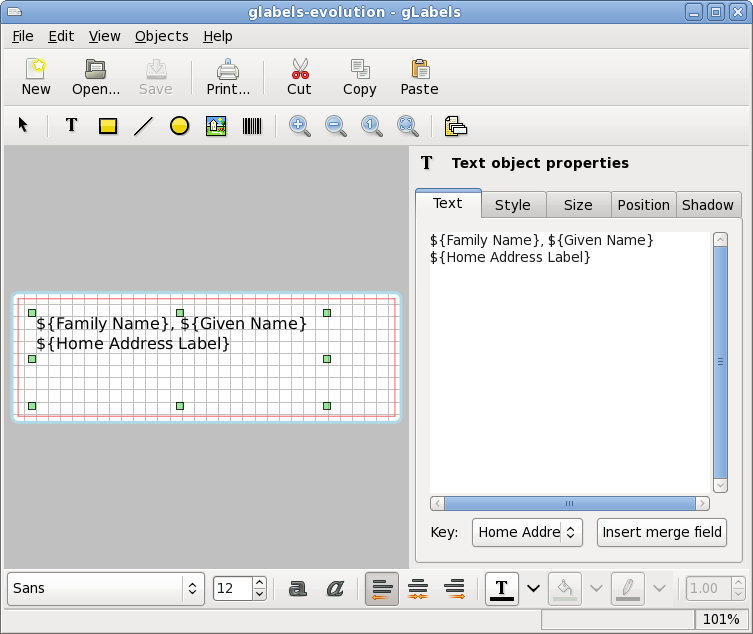 glabels-evolution - gLabels
File Edit View Objects Help
New Open... Save Print... Cut Copy Paste
T 1
T Text object properties
Text Style Size Position Shadow
${Family Name}, ${Given Name}
${Home Address Label}
${Family Name}, ${Given Name}
${Home Address Label}
Key: Home Addre Insert merge field
Sans 12 a a T 1.00
101%